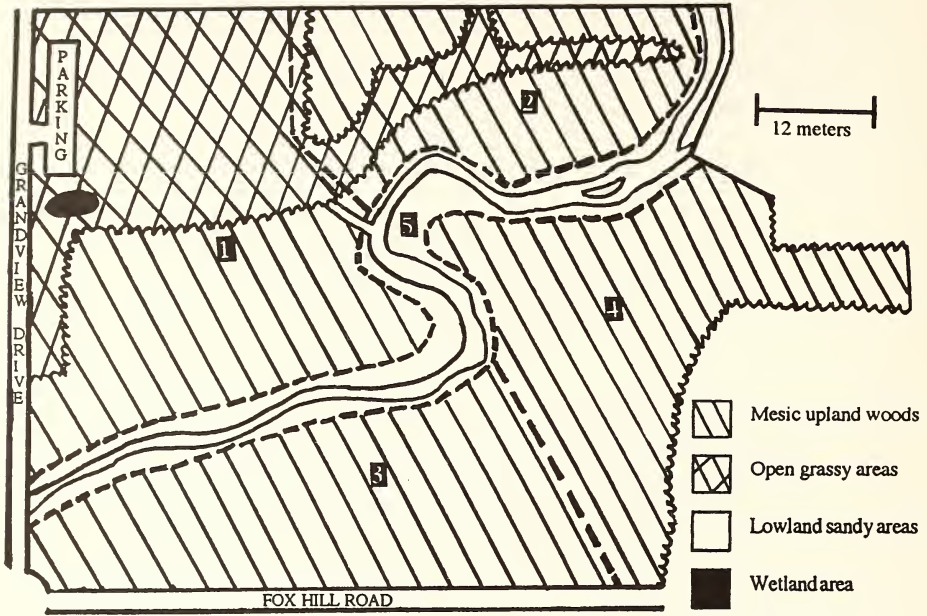 PARKING
GRANDVIEW DRIVE
2
12 meters
5
1
4
3
Mesic upland woods
Open grassy areas
Lowland sandy areas
Wetland area
FOX HILL ROAD